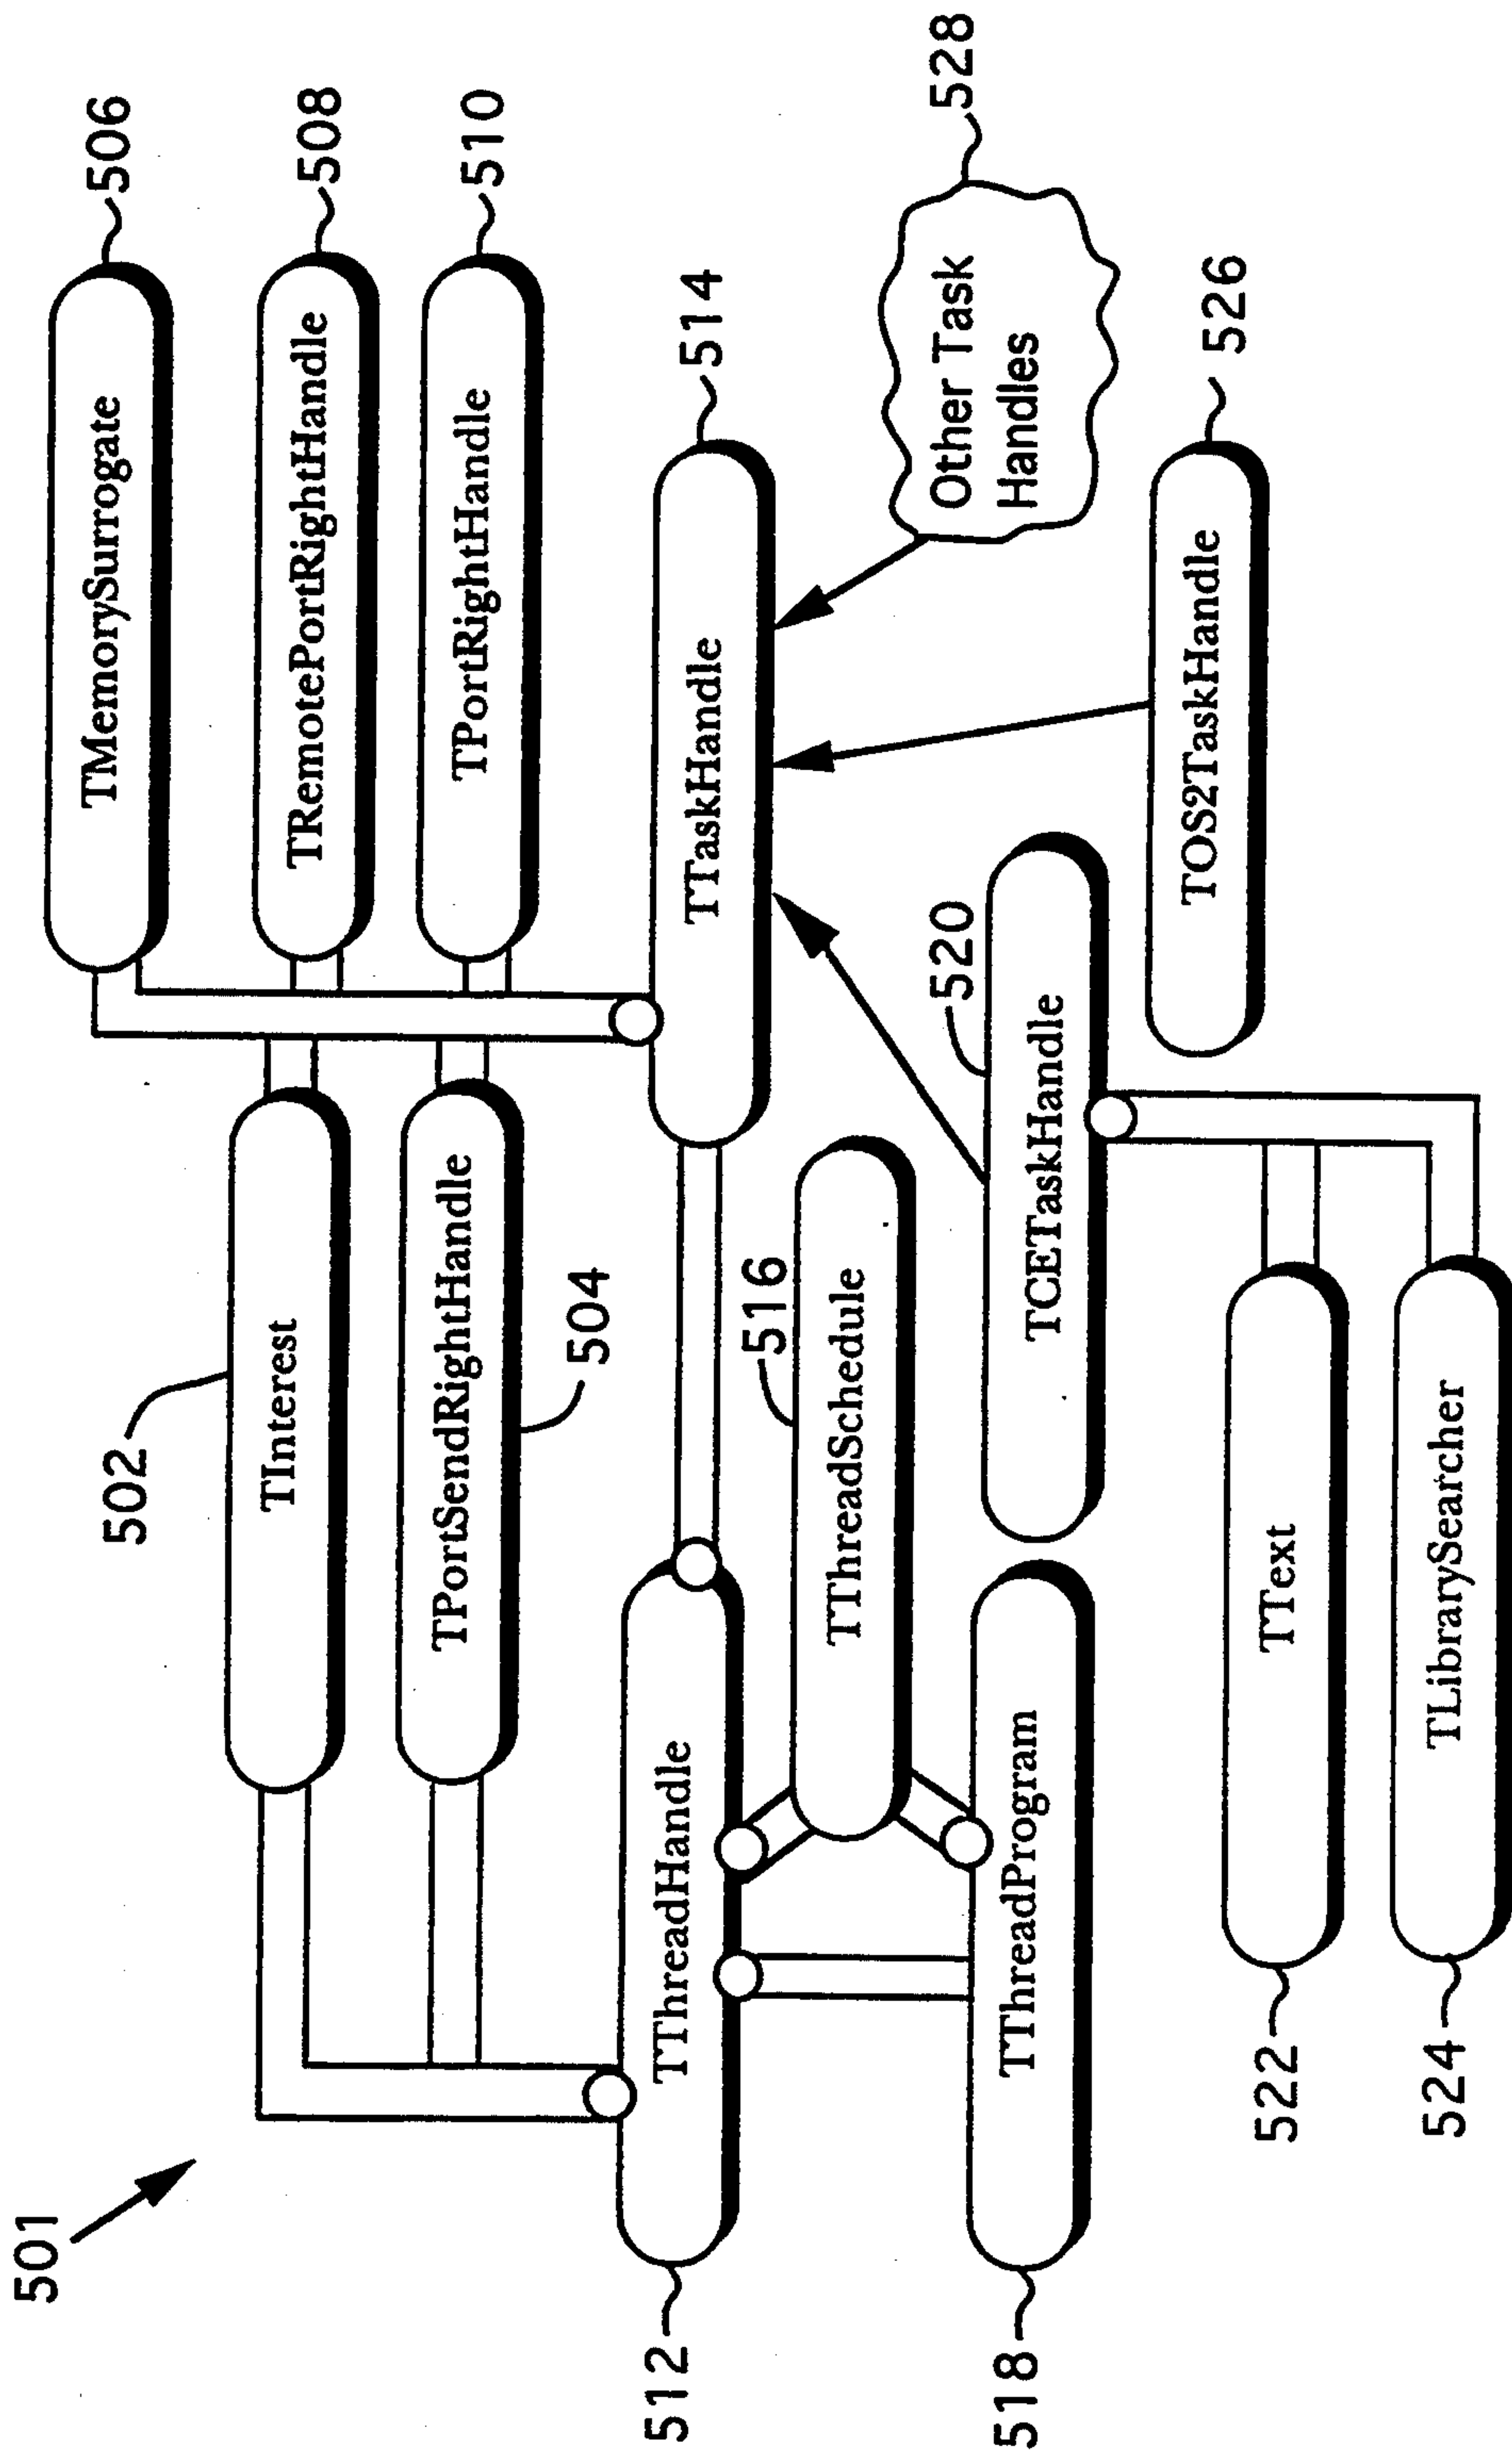 501
502
TInterest
TPortSendRightHandle
504
TMemorySurrogate
506
TRemotePortRightHandle
508
TPortRightHandle
510
512
TThreadHandle
TTaskHandle
514
516
TThreadSchedule
518
TThreadProgram
520
TCETaskHandle
Other Task
Handles
528
TOS2TaskHandle
526
522
TText
524
TLibrarySearcher